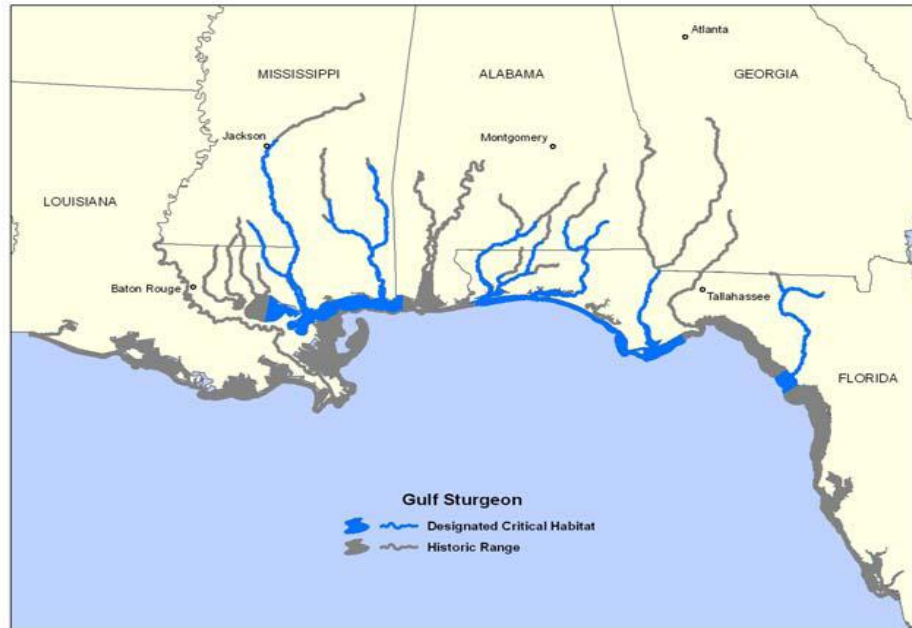 Atlanta
MISSISSIPPI
ALABAMA
GEORGIA
Jackson
Montgomery
LOUISIANA
Baton Rouge
Tallahassee
FLORIDA
Gulf Sturgeon
Designated Critical Habitat
Historic Range